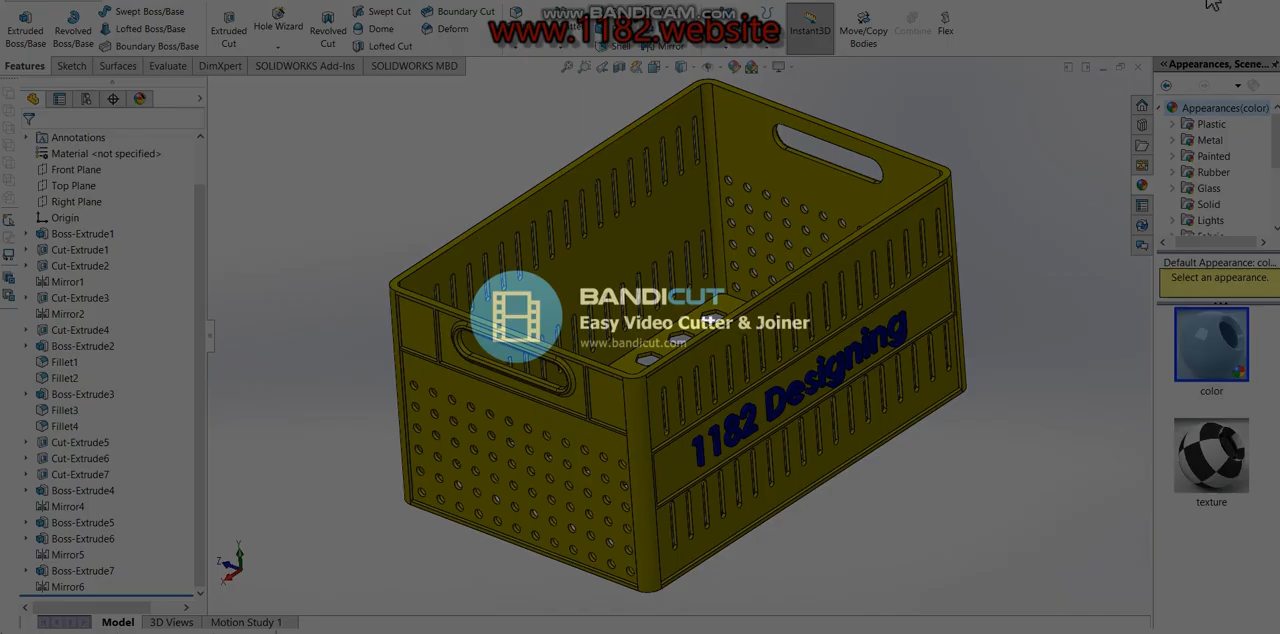 www.BANDICAM.com
www.1182.website
Extruded Boss/Base
Revolved Boss/Base
Swept Boss/Base
Lofted Boss/Base
Boundary Boss/Base
Extruded Cut
Hole Wizard
Revolved Cut
Swept Cut
Dome
Lofted Cut
Boundary Cut
Deform
Shell
Mirror
Instant3D
Move/Copy Bodies
Combine
Flex
Features
Sketch
Surfaces
Evaluate
DimXpert
SOLIDWORKS Add-Ins
SOLIDWORKS MBD
Annotations
Material <not specified>
Front Plane
Top Plane
Right Plane
Origin
Boss-Extrude1
Cut-Extrude1
Cut-Extrude2
Mirror1
Cut-Extrude3
Mirror2
Cut-Extrude4
Boss-Extrude2
Fillet1
Fillet2
Boss-Extrude3
Fillet3
Fillet4
Cut-Extrude5
Cut-Extrude6
Cut-Extrude7
Boss-Extrude4
Mirror4
Boss-Extrude5
Boss-Extrude6
Mirror5
Boss-Extrude7
Mirror6
BANDICUT
Easy Video Cutter & Joiner
www.bandicut.com
1182 Designing
Y
Z
X
Appearances, Scene...
Appearances(color)
Plastic
Metal
Painted
Rubber
Glass
Solid
Lights
Default Appearance: col...
Select an appearance.
color
texture
Model
3D Views
Motion Study 1